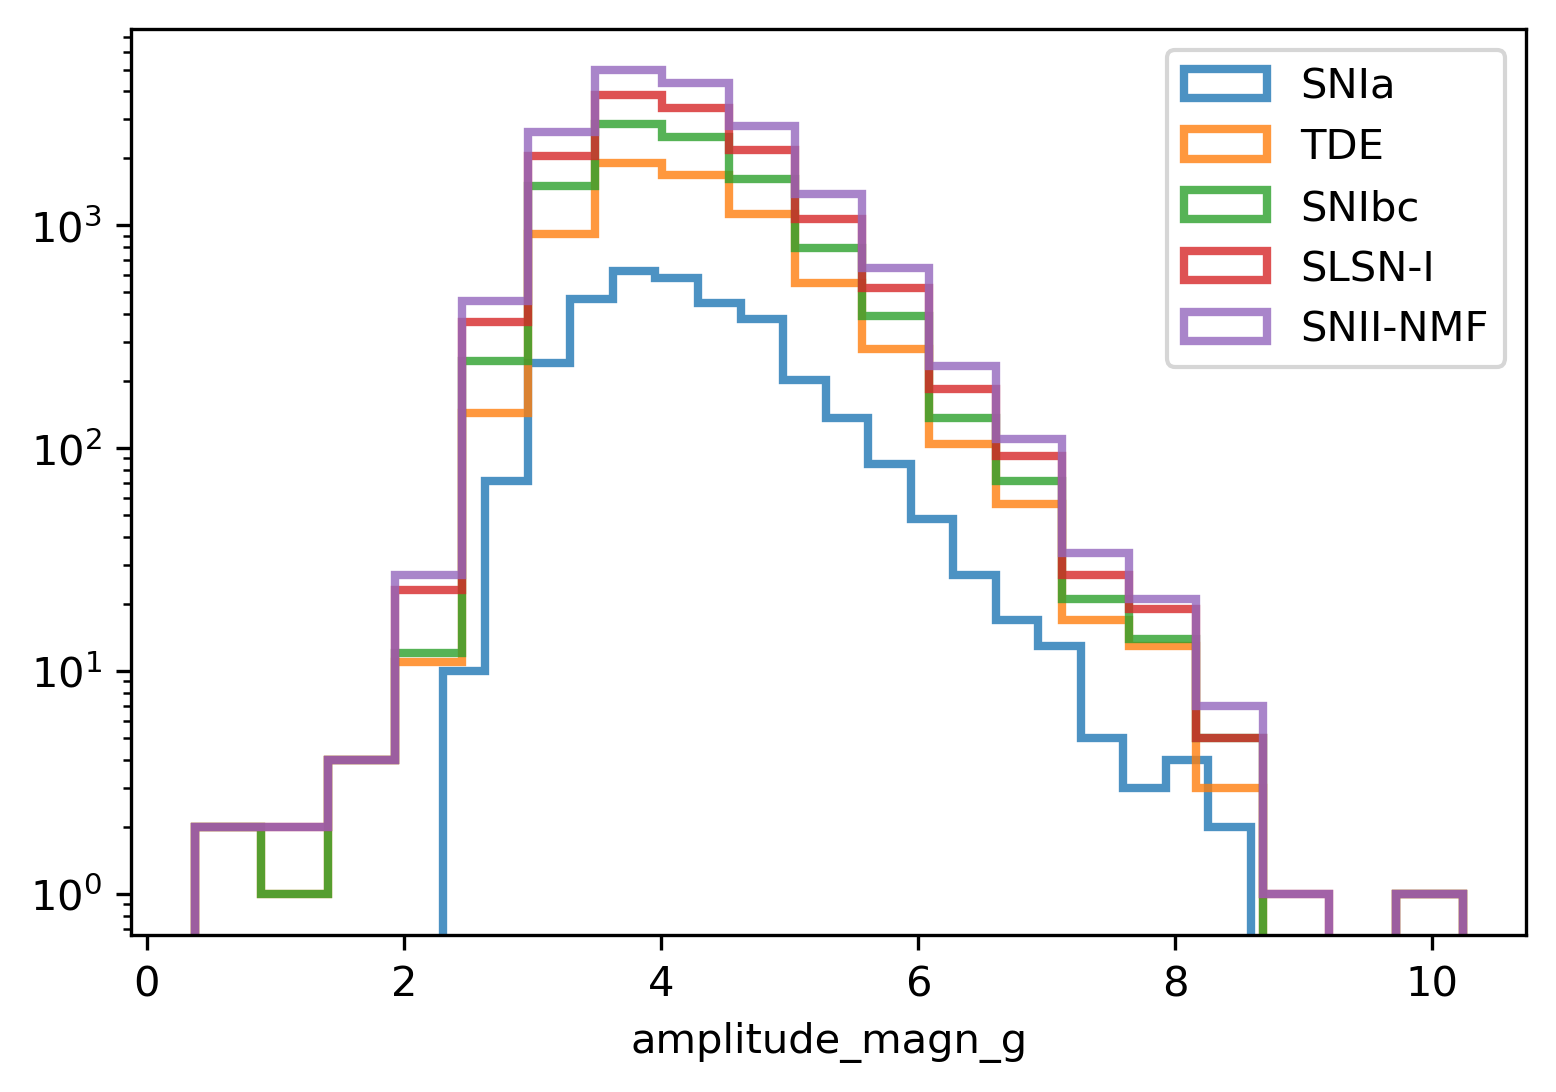 SNIa
TDE
SNIbc
SLSN-I
SNII-NMF
10³
10²
10¹
10⁰
0 2 4 6 8 10
amplitude_magn_g